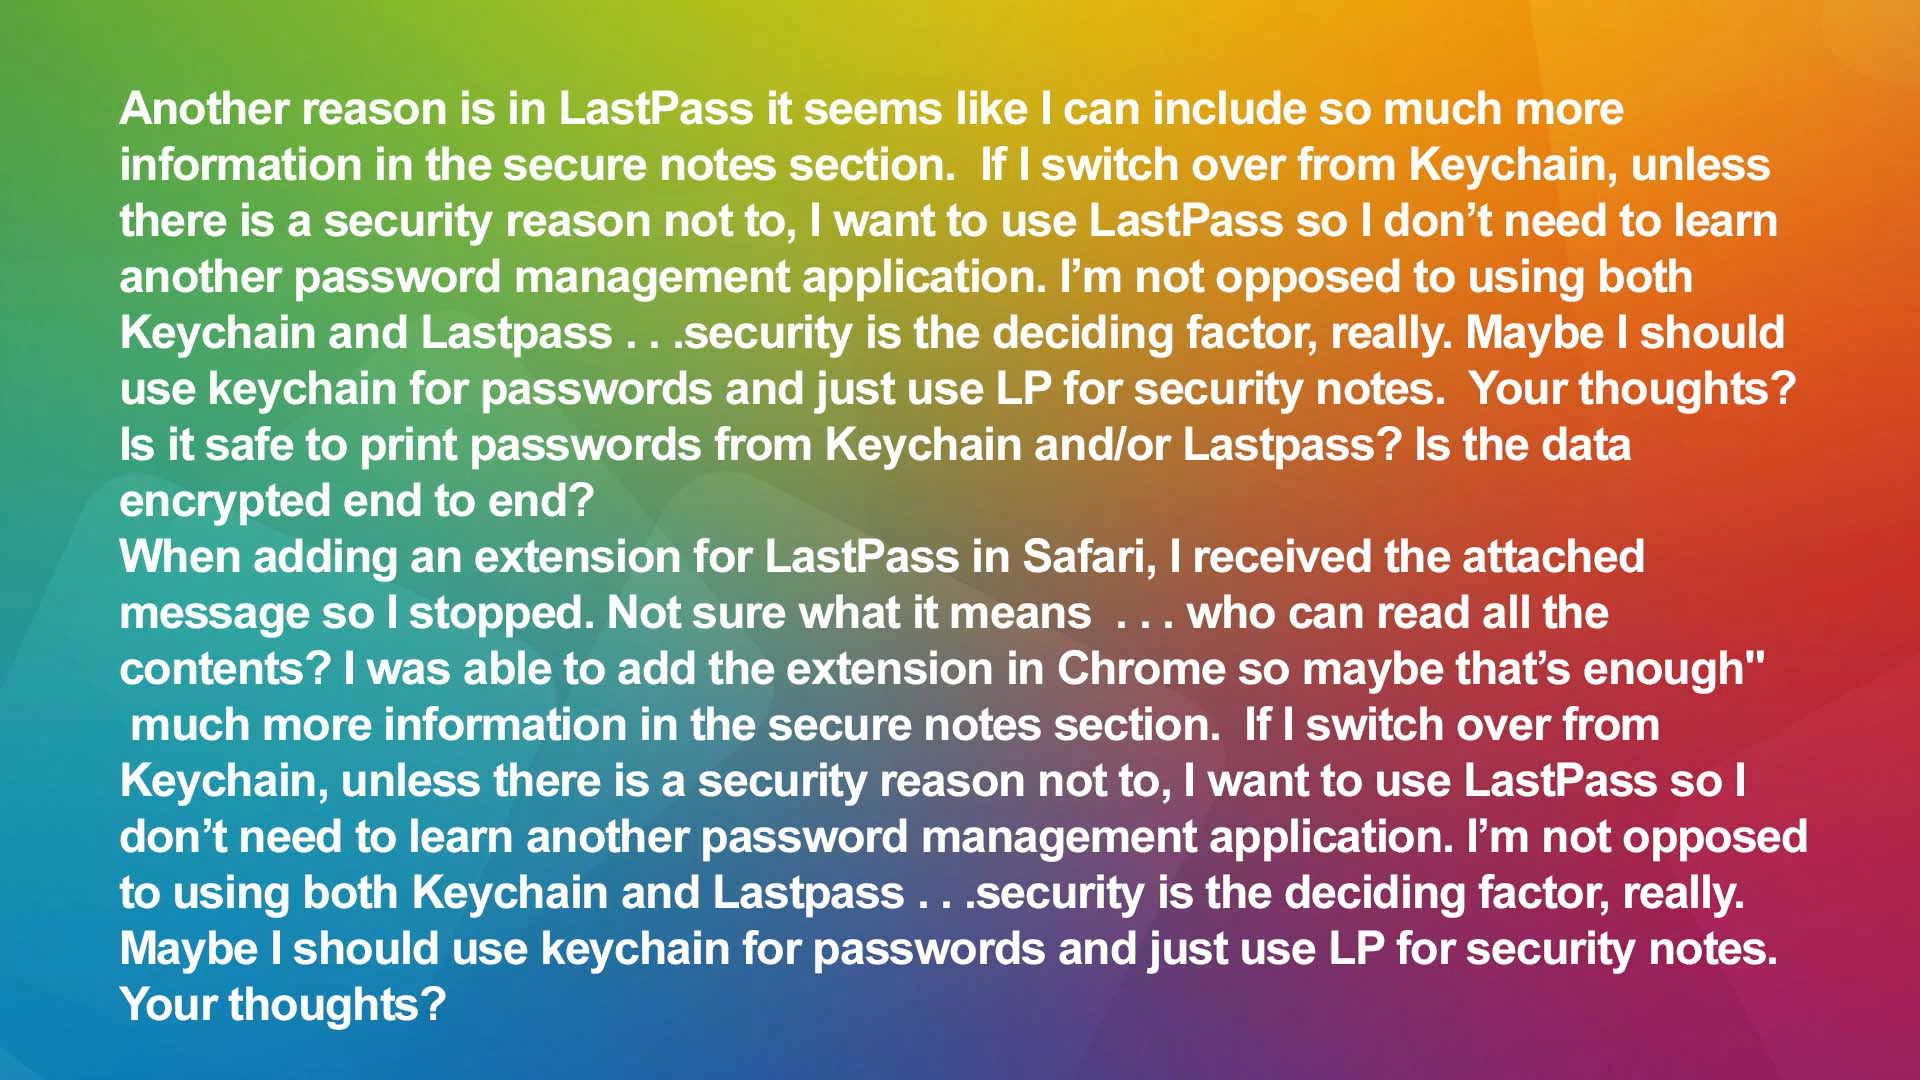 Another reason is in LastPass it seems like I can include so much more
information in the secure notes section.  If I switch over from Keychain, unless
there is a security reason not to, I want to use LastPass so I don’t need to learn
another password management application. I’m not opposed to using both
Keychain and Lastpass . . .security is the deciding factor, really. Maybe I should
use keychain for passwords and just use LP for security notes.  Your thoughts?
Is it safe to print passwords from Keychain and/or Lastpass? Is the data
encrypted end to end?
When adding an extension for LastPass in Safari, I received the attached
message so I stopped. Not sure what it means  . . . who can read all the
contents? I was able to add the extension in Chrome so maybe that’s enough"
much more information in the secure notes section.  If I switch over from
Keychain, unless there is a security reason not to, I want to use LastPass so I
don’t need to learn another password management application. I’m not opposed
to using both Keychain and Lastpass . . .security is the deciding factor, really.
Maybe I should use keychain for passwords and just use LP for security notes.
Your thoughts?